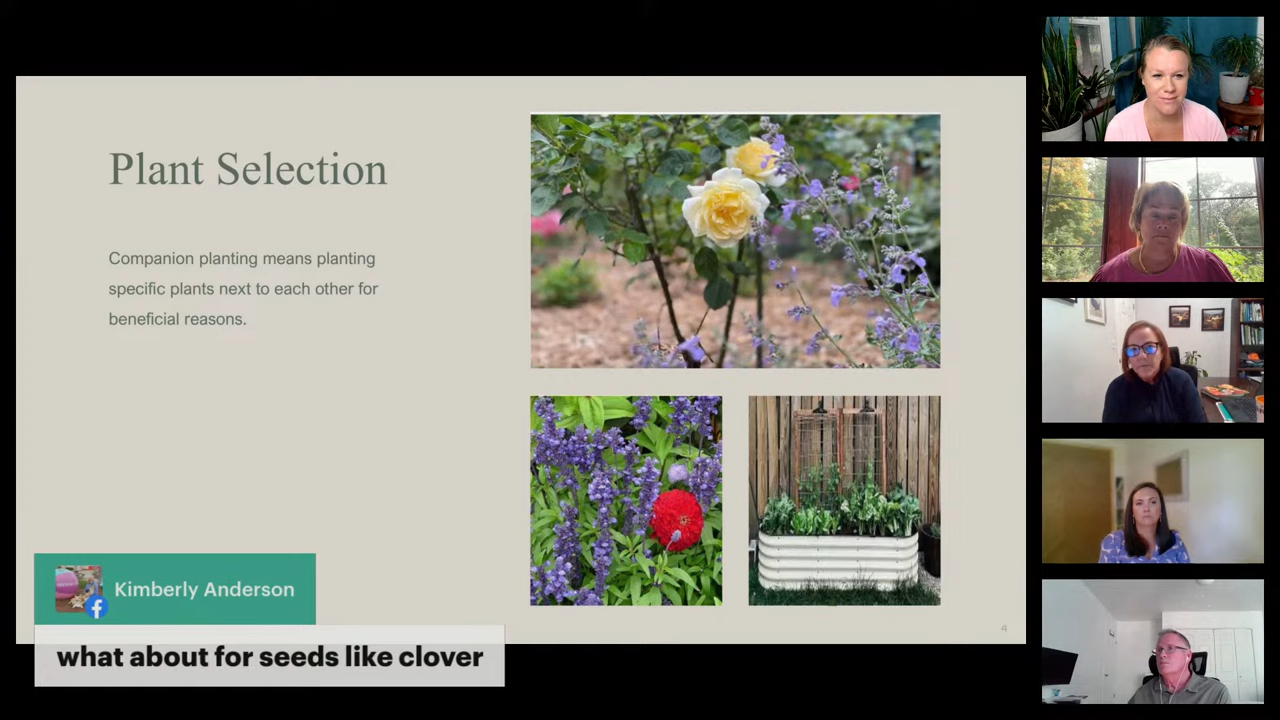 Plant Selection
Companion planting means planting
specific plants next to each other for
beneficial reasons.
4
Kimberly Anderson
what about for seeds like clover